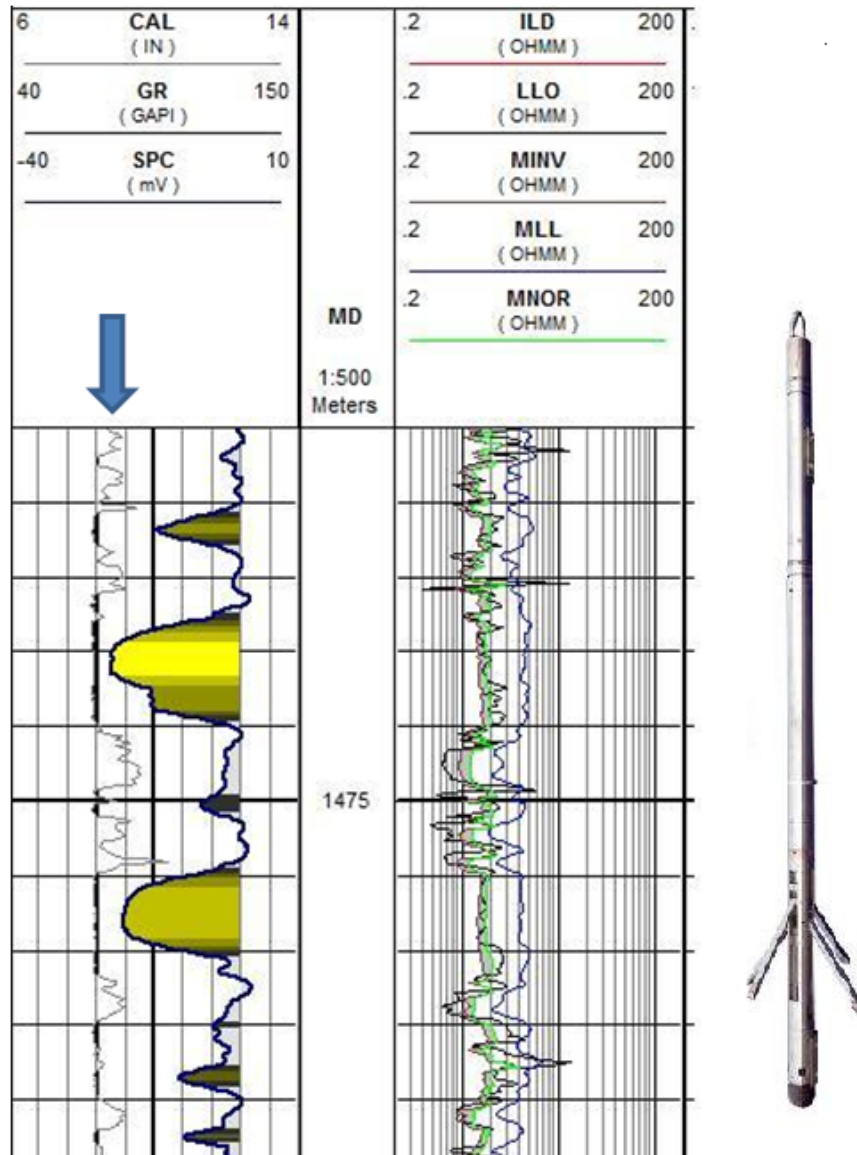 6 CAL 14
( IN )
40 GR 150
( GAPI )
-40 SPC 10
( mV )
MD
1:500
Meters
.2 ILD 200
( OHMM )
.2 LLO 200
( OHMM )
.2 MINV 200
( OHMM )
.2 MLL 200
( OHMM )
.2 MNOR 200
( OHMM )
1475